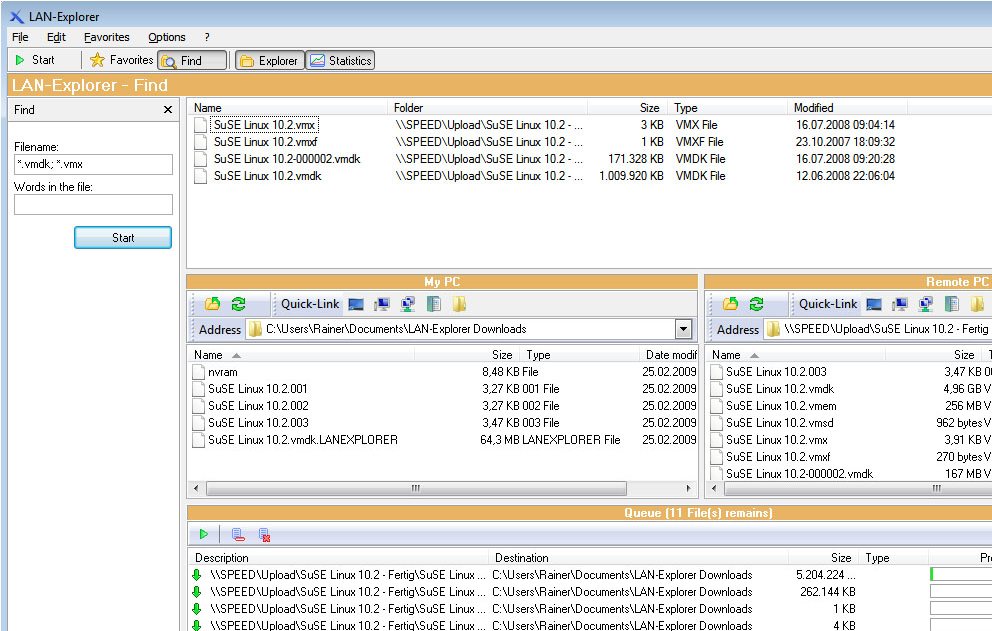 LAN-Explorer
File Edit Favorites Options ?
Start Favorites Find Explorer Statistics
LAN-Explorer - Find
Find
Filename:
*.vmdk; *.vmx
Words in the file:
Start
Name Folder Size Type Modified
SuSE Linux 10.2.vmx \\SPEED\Upload\SuSE Linux 10.2 - ... 3 KB VMX File 16.07.2008 09:04:14
SuSE Linux 10.2.vmxf \\SPEED\Upload\SuSE Linux 10.2 - ... 1 KB VMXF File 23.10.2007 18:09:32
SuSE Linux 10.2-000002.vmdk \\SPEED\Upload\SuSE Linux 10.2 - ... 171.328 KB VMDK File 16.07.2008 09:20:28
SuSE Linux 10.2.vmdk \\SPEED\Upload\SuSE Linux 10.2 - ... 1.009.920 KB VMDK File 12.06.2008 22:06:04
My PC
Quick-Link
Address C:\Users\Rainer\Documents\LAN-Explorer Downloads
Name Size Type Date modif
nvram 8,48 KB File 25.02.2009
SuSE Linux 10.2.001 3,27 KB 001 File 25.02.2009
SuSE Linux 10.2.002 3,27 KB 002 File 25.02.2009
SuSE Linux 10.2.003 3,47 KB 003 File 25.02.2009
SuSE Linux 10.2.vmdk.LANEXPLORER 64,3 MB LANEXPLORER File 25.02.2009
Remote PC
Quick-Link
Address \\SPEED\Upload\SuSE Linux 10.2 - Fertig
Name Size
SuSE Linux 10.2.003 3,47 KB 0
SuSE Linux 10.2.vmdk 4,96 GB V
SuSE Linux 10.2.vmem 256 MB V
SuSE Linux 10.2.vmsd 962 bytes V
SuSE Linux 10.2.vmx 3,91 KB V
SuSE Linux 10.2.vmxf 270 bytes V
SuSE Linux 10.2-000002.vmdk 167 MB V
Queue (11 File(s) remains)
Description Destination Size Type Pr
\\SPEED\Upload\SuSE Linux 10.2 - Fertig\SuSE Linux ... C:\Users\Rainer\Documents\LAN-Explorer Downloads 5.204.224 ...
\\SPEED\Upload\SuSE Linux 10.2 - Fertig\SuSE Linux ... C:\Users\Rainer\Documents\LAN-Explorer Downloads 262.144 KB
\\SPEED\Upload\SuSE Linux 10.2 - Fertig\SuSE Linux ... C:\Users\Rainer\Documents\LAN-Explorer Downloads 1 KB
\\SPEED\Upload\SuSE Linux 10.2 - Fertig\SuSE Linux ... C:\Users\Rainer\Documents\LAN-Explorer Downloads 4 KB